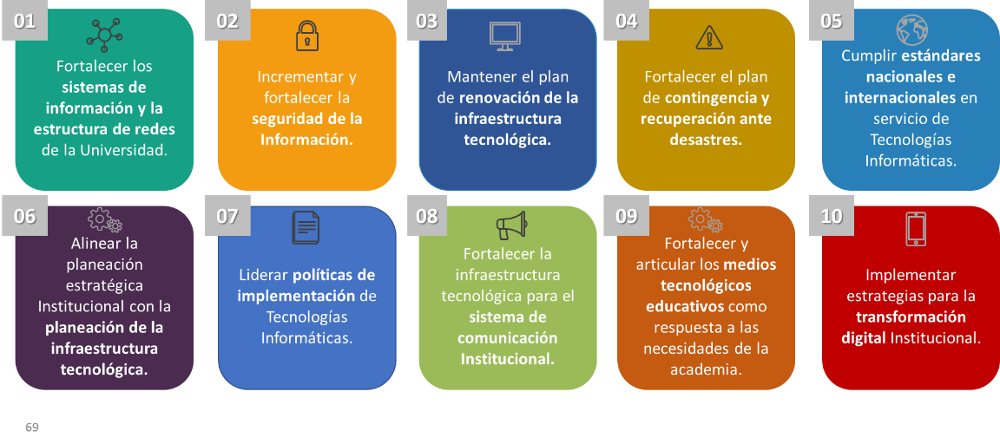 01
Fortalecer los
sistemas de
información y la
estructura de redes
de la Universidad.
02
Incrementar y
fortalecer la
seguridad de la
Información.
03
Mantener el plan
de renovación de la
infraestructura
tecnológica.
04
Fortalecer el plan
de contingencia y
recuperación ante
desastres.
05
Cumplir estándares
nacionales e
internacionales en
servicio de
Tecnologías
Informáticas.
06
Alinear la
planeación
estratégica
Institucional con la
planeación de la
infraestructura
tecnológica.
07
Liderar políticas de
implementación de
Tecnologías
Informáticas.
08
Fortalecer la
infraestructura
tecnológica para el
sistema de
comunicación
Institucional.
09
Fortalecer y
articular los medios
tecnológicos
educativos como
respuesta a las
necesidades de la
academia.
10
Implementar
estrategias para la
transformación
digital Institucional.
69